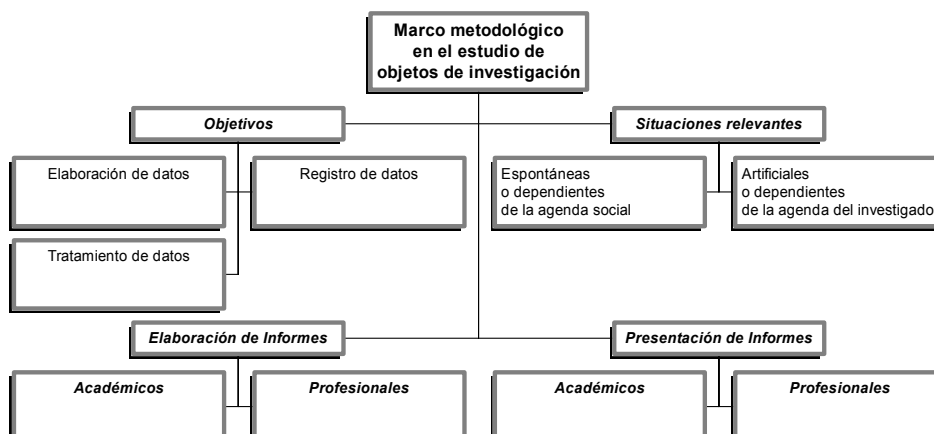 Marco metodológico
en el estudio de
objetos de investigación
Objetivos
Situaciones relevantes
Elaboración de datos
Registro de datos
Espontáneas
o dependientes
de la agenda social
Artificiales
o dependientes
de la agenda del investigado
Tratamiento de datos
Elaboración de Informes
Presentación de Informes
Académicos
Profesionales
Académicos
Profesionales